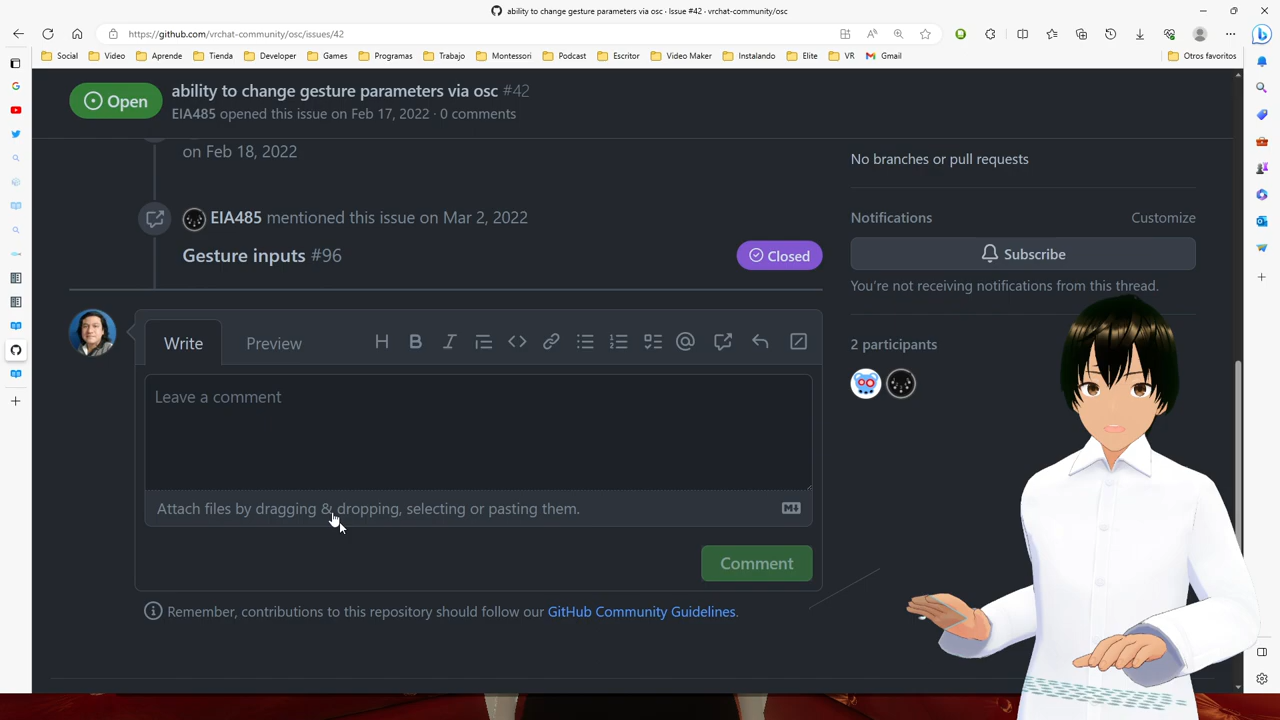 ability to change gesture parameters via osc · Issue #42 · vrchat-community/osc
https://github.com/vrchat-community/osc/issues/42
Social
Video
Aprende
Tienda
Developer
Games
Programas
Trabajo
Montessori
Podcast
Escritor
Video Maker
Instalando
Elite
VR
Gmail
Otros favoritos
Open
ability to change gesture parameters via osc #42
EIA485 opened this issue on Feb 17, 2022 · 0 comments
on Feb 18, 2022
No branches or pull requests
EIA485 mentioned this issue on Mar 2, 2022
Gesture inputs #96
Closed
Notifications
Customize
Subscribe
You're not receiving notifications from this thread.
2 participants
Write
Preview
Leave a comment
Attach files by dragging & dropping, selecting or pasting them.
Comment
Remember, contributions to this repository should follow our GitHub Community Guidelines.